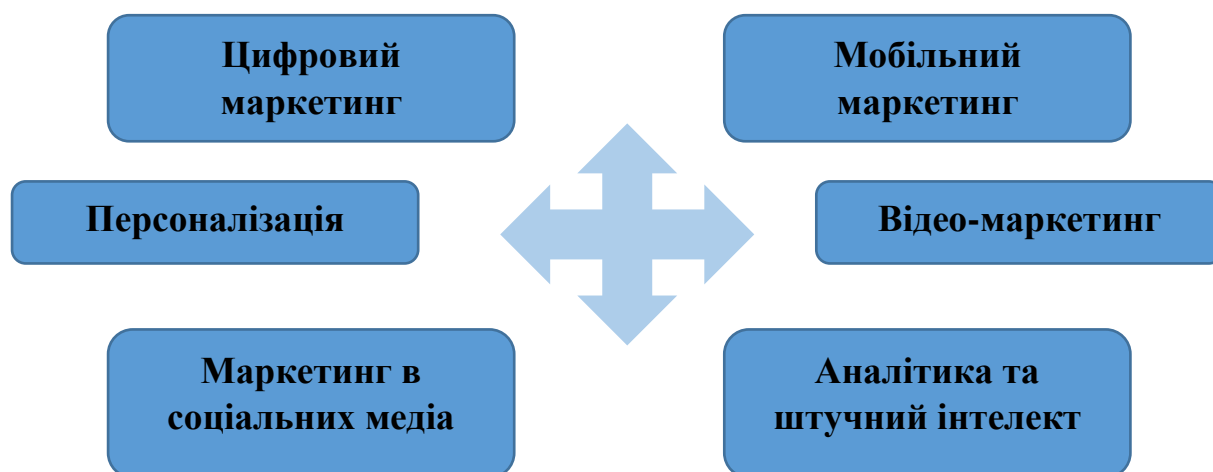 Цифровий
маркетинг
Мобільний
маркетинг
Персоналізація
Відео-маркетинг
Маркетинг в
соціальних медіа
Аналітика та
штучний інтелект